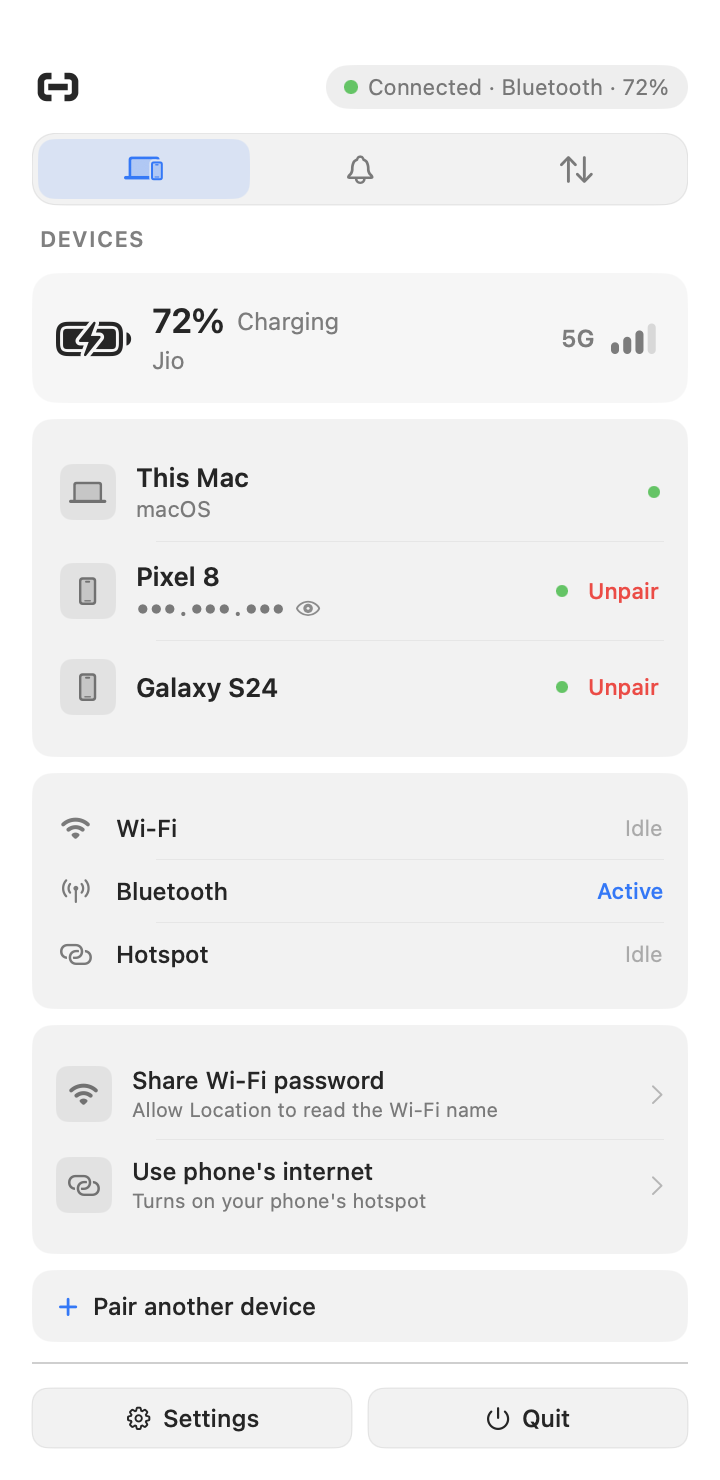 Connected · Bluetooth · 72%
DEVICES
72% Charging
Jio
5G
This Mac
macOS
Pixel 8
•••.•••.•••
Unpair
Galaxy S24
Unpair
Wi-Fi
Idle
Bluetooth
Active
Hotspot
Idle
Share Wi-Fi password
Allow Location to read the Wi-Fi name
Use phone's internet
Turns on your phone's hotspot
+ Pair another device
Settings
Quit